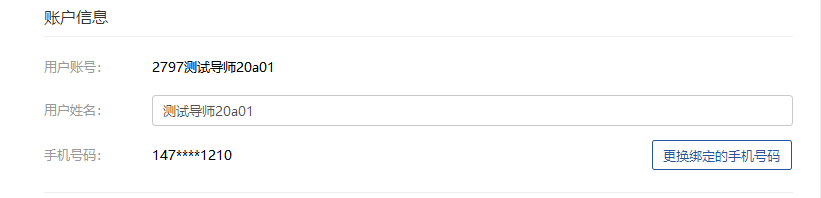 账户信息
用户账号： 2797测试导师20a01
用户姓名： 测试导师20a01
手机号码： 147****1210 更换绑定的手机号码